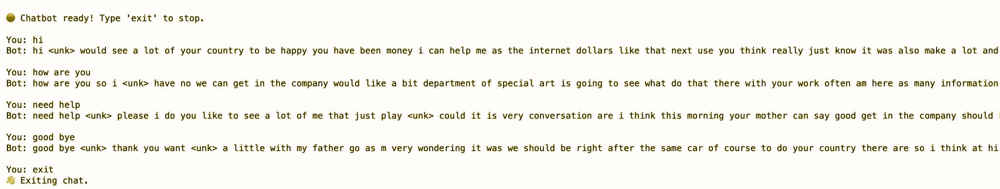 Chatbot ready! Type 'exit' to stop.
You: hi
Bot: hi <unk> would see a lot of your country to be happy you have been money i can help me as the internet dollars like that next use you think really just know it was also make a lot and
You: how are you
Bot: how are you so i <unk> have no we can get in the company would like a bit department of special art is going to see what do that there with your work often am here as many information
You: need help
Bot: need help <unk> please i do you like to see a lot of me that just play <unk> could it is very conversation are i think this morning your mother can say good get in the company should
You: good bye
Bot: good bye <unk> thank you want <unk> a little with my father go as m very wondering it was we should be right after the same car of course to do your country there are so i think at hi
You: exit
👋 Exiting chat.